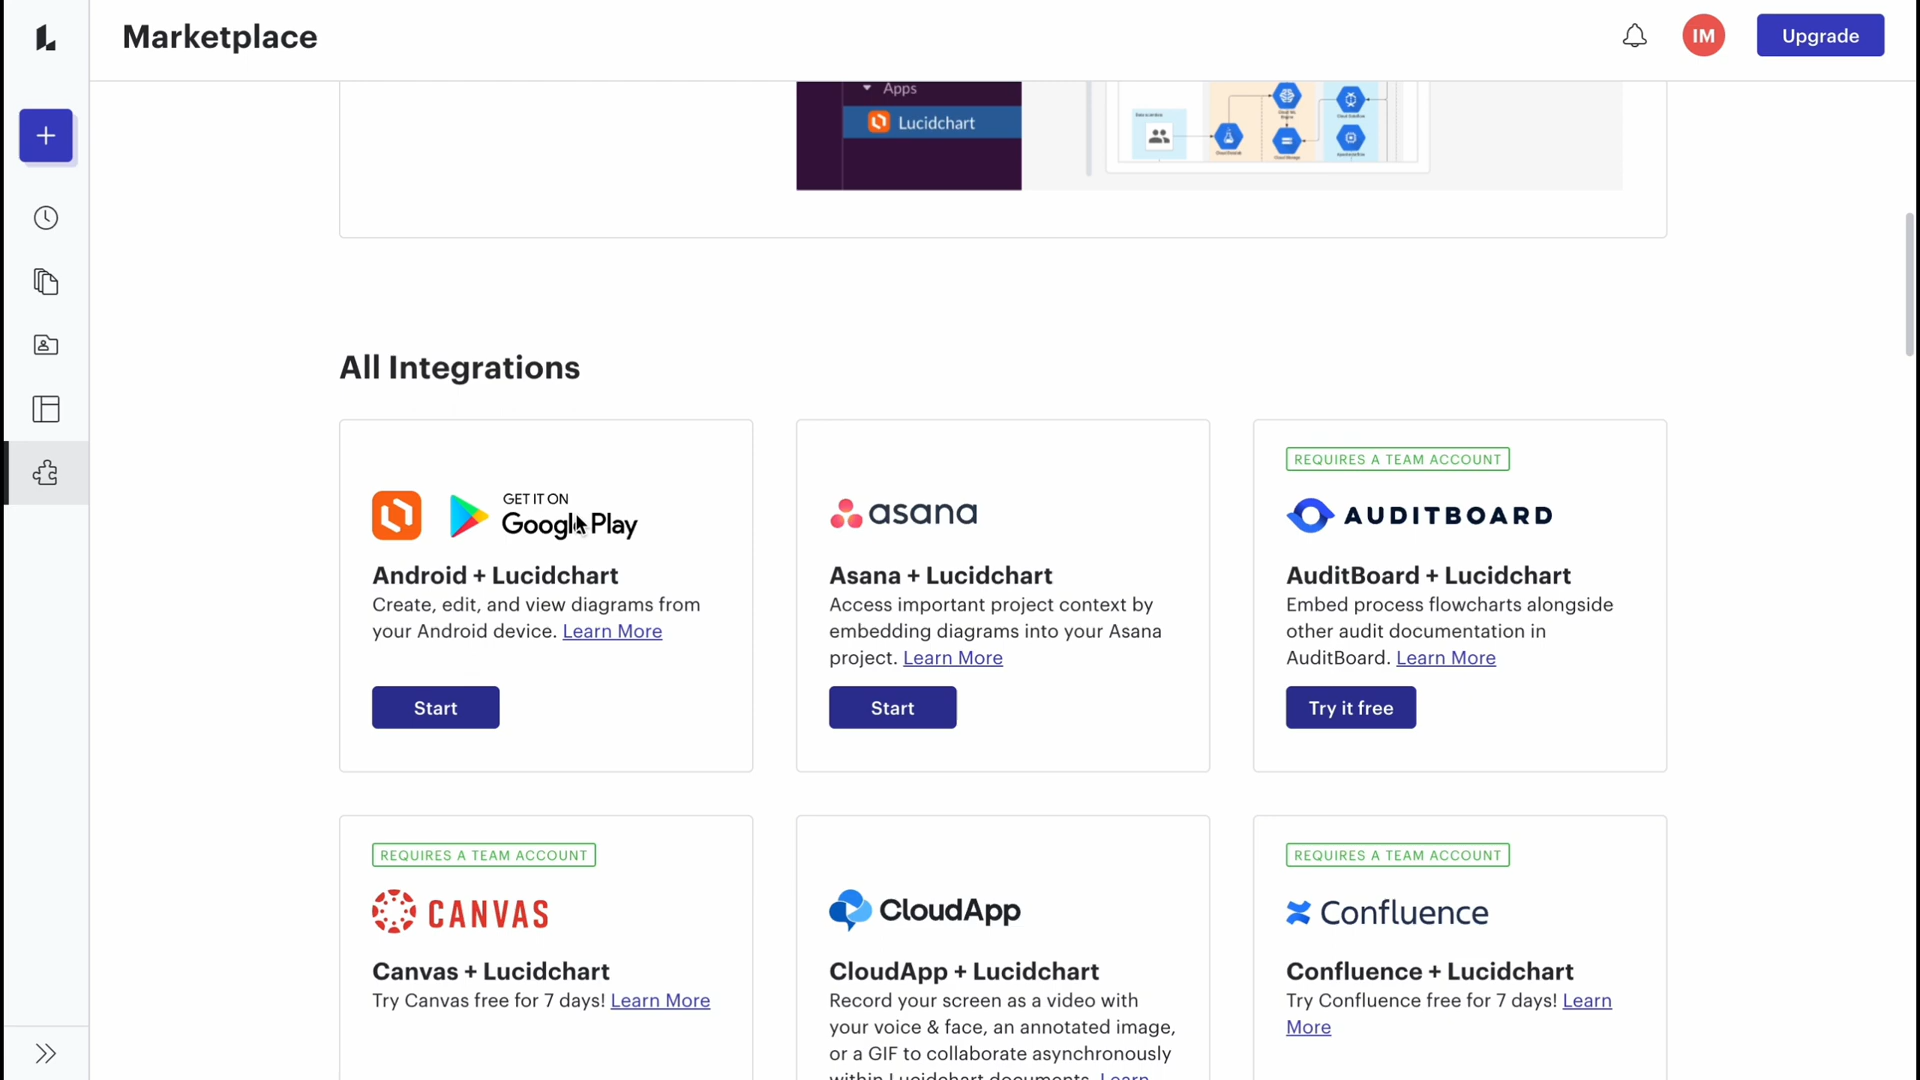 Marketplace
IM
Upgrade
Apps
Lucidchart
All Integrations
GET IT ON
Google Play
Android + Lucidchart
Create, edit, and view diagrams from
your Android device. Learn More
Start
asana
Asana + Lucidchart
Access important project context by
embedding diagrams into your Asana
project. Learn More
Start
REQUIRES A TEAM ACCOUNT
AUDITBOARD
AuditBoard + Lucidchart
Embed process flowcharts alongside
other audit documentation in
AuditBoard. Learn More
Try it free
REQUIRES A TEAM ACCOUNT
CANVAS
Canvas + Lucidchart
Try Canvas free for 7 days! Learn More
CloudApp
CloudApp + Lucidchart
Record your screen as a video with
your voice & face, an annotated image,
or a GIF to collaborate asynchronously
within Lucidchart documents. Learn
REQUIRES A TEAM ACCOUNT
Confluence
Confluence + Lucidchart
Try Confluence free for 7 days! Learn
More